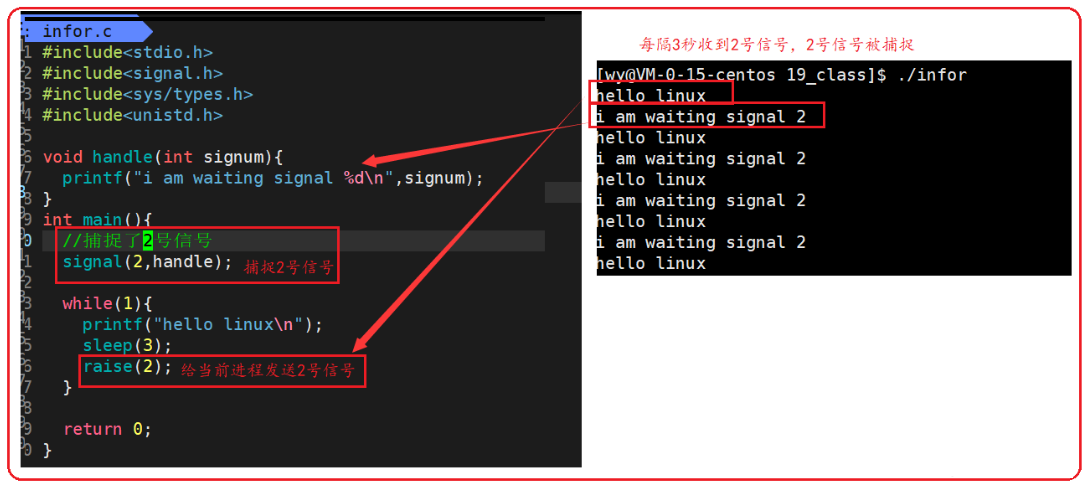 : infor.c
1 #include<stdio.h>
2 #include<signal.h>
3 #include<sys/types.h>
4 #include<unistd.h>
5
6 void handle(int signum){
7   printf("i am waiting signal %d\n",signum);
8 }
9 int main(){
0   //捕捉了2号信号
1   signal(2,handle); 捕捉2号信号
2
3   while(1){
4     printf("hello linux\n");
5     sleep(3);
6     raise(2); 给当前进程发送2号信号
7   }
8
9   return 0;
0 }
每隔3秒收到2号信号，2号信号被捕捉
[wy@VM-0-15-centos 19_class]$ ./infor
hello linux
i am waiting signal 2
hello linux
i am waiting signal 2
hello linux
i am waiting signal 2
hello linux
i am waiting signal 2
hello linux